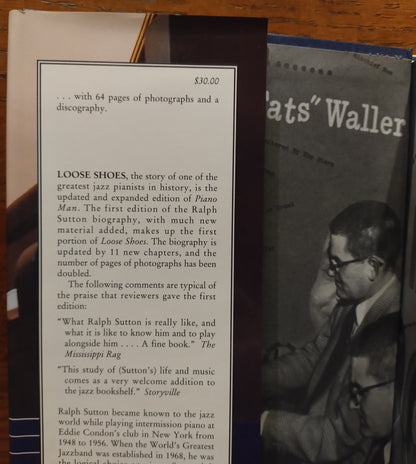 $30.00
. . . with 64 pages of photographs and a
discography.
LOOSE SHOES, the story of one of the
greatest jazz pianists in history, is the
updated and expanded edition of Piano
Man. The first edition of the Ralph
Sutton biography, with much new
material added, makes up the first
portion of Loose Shoes. The biography is
updated by 11 new chapters, and the
number of pages of photographs has been
doubled.
The following comments are typical of
the praise that reviewers gave the first
edition:
"What Ralph Sutton is really like, and
what it is like to know him and to play
alongside him . . . . A fine book." The
Mississippi Rag
"This study of (Sutton's) life and music
comes as a very welcome addition to
the jazz bookshelf." Storyville
Ralph Sutton became known to the jazz
world while playing intermission piano at
Eddie Condon's club in New York from
1948 to 1956. When the World's Greatest
Jazzband was established in 1968, he was
ats" Waller